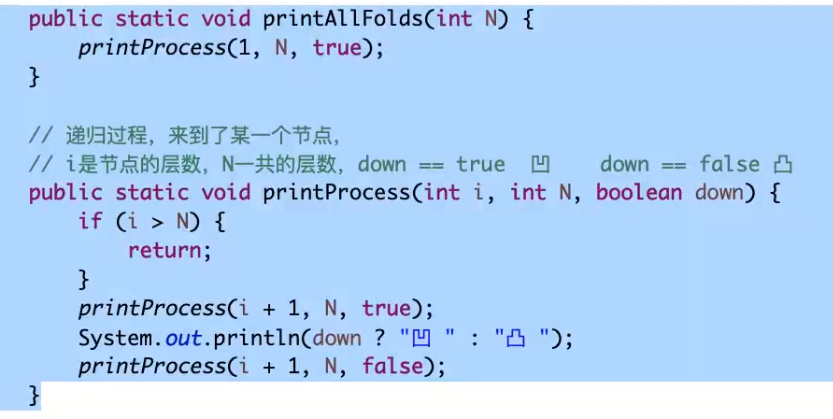 public static void printAllFolds(int N) {
    printProcess(1, N, true);
}

// 递归过程，来到了某一个节点，
// i是节点的层数，N一共的层数，down == true  凹    down == false 凸
public static void printProcess(int i, int N, boolean down) {
    if (i > N) {
        return;
    }
    printProcess(i + 1, N, true);
    System.out.println(down ? "凹 " : "凸 ");
    printProcess(i + 1, N, false);
}